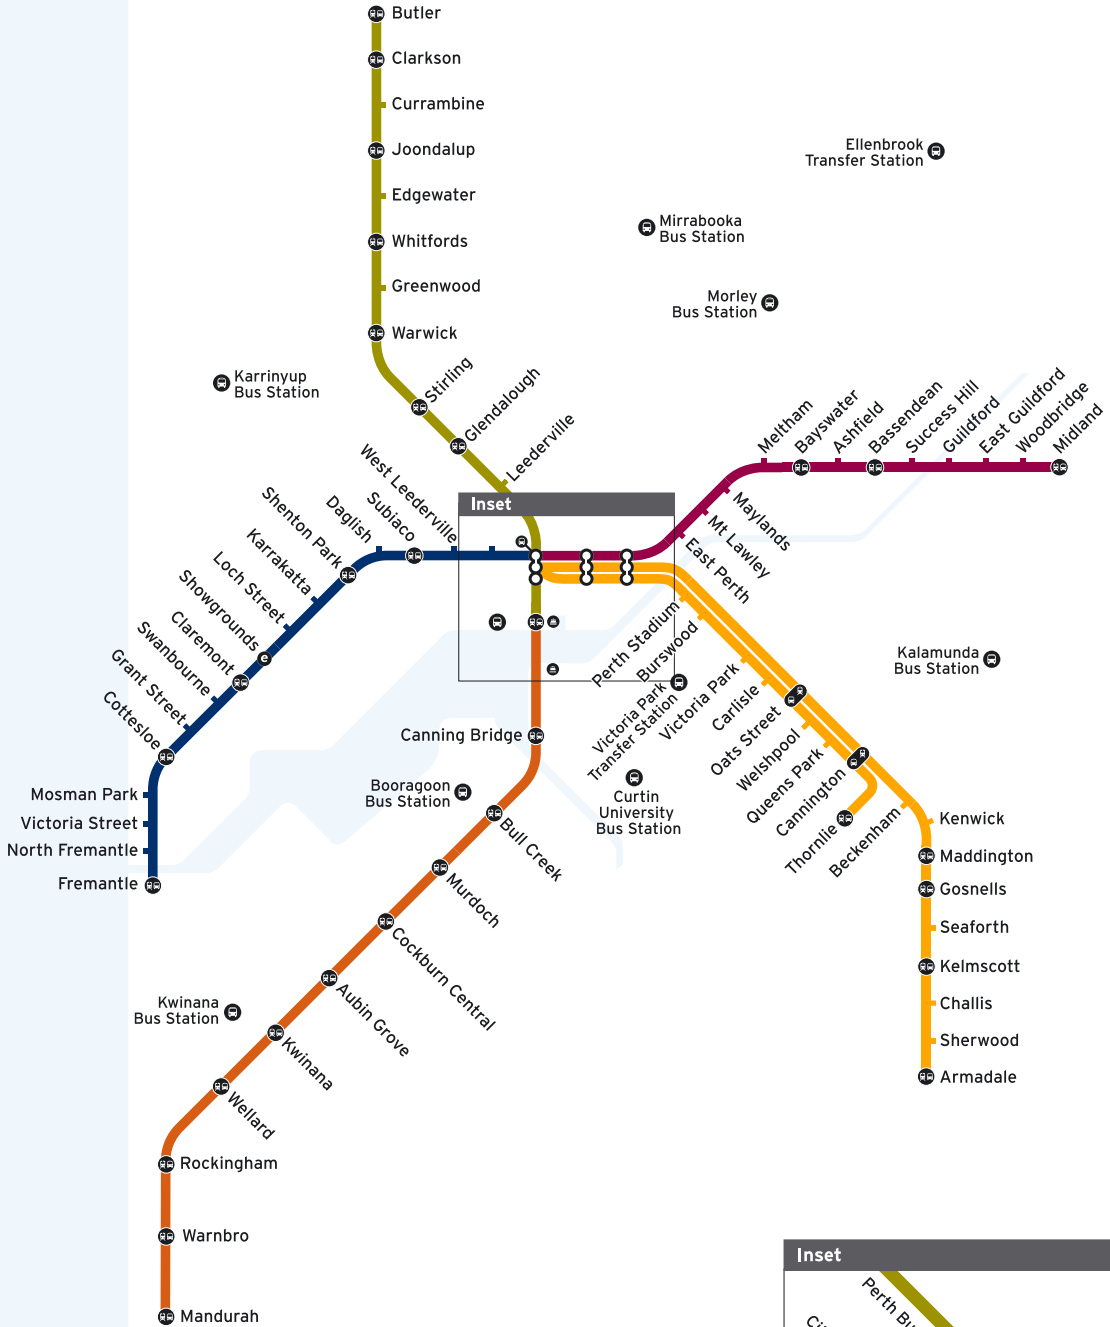 Butler
Clarkson
Currambine
Joondalup
Edgewater
Whitfords
Greenwood
Warwick
Stirling
Glendalough
Leederville
Ellenbrook
Transfer Station
Mirrabooka
Bus Station
Morley
Bus Station
Karrinyup
Bus Station
Meltham
Bayswater
Ashfield
Bassendean
Success Hill
Guildford
East Guildford
Woodbridge
Midland
Maylands
Mt Lawley
East Perth
Inset
West Leederville
Subiaco
Daglish
Shenton Park
Karrakatta
Loch Street
Showgrounds
e
Claremont
Swanbourne
Grant Street
Cottesloe
Mosman Park
Victoria Street
North Fremantle
Fremantle
Perth Stadium
Burswood
Victoria Park
Transfer Station
Victoria Park
Carlisle
Oats Street
Welshpool
Queens Park
Cannington
Thornlie
Beckenham
Kenwick
Maddington
Gosnells
Seaforth
Kelmscott
Challis
Sherwood
Armadale
Kalamunda
Bus Station
Curtin
University
Bus Station
Canning Bridge
Booragoon
Bus Station
Bull Creek
Murdoch
Cockburn Central
Aubin Grove
Kwinana
Kwinana
Bus Station
Wellard
Rockingham
Warnbro
Mandurah
Inset
Perth